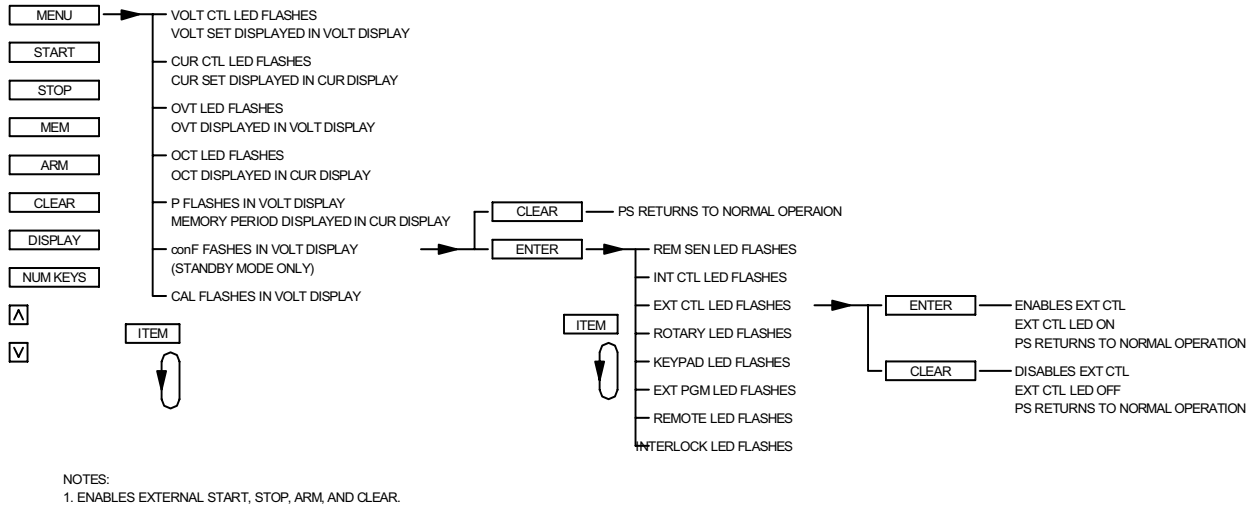 MENU
START
STOP
MEM
ARM
CLEAR
DISPLAY
NUM KEYS
VOLT CTL LED FLASHES
VOLT SET DISPLAYED IN VOLT DISPLAY
CUR CTL LED FLASHES
CUR SET DISPLAYED IN CUR DISPLAY
OVT LED FLASHES
OVT DISPLAYED IN VOLT DISPLAY
OCT LED FLASHES
OCT DISPLAYED IN CUR DISPLAY
P FLASHES IN VOLT DISPLAY
MEMORY PERIOD DISPLAYED IN CUR DISPLAY
conF FASHES IN VOLT DISPLAY
(STANDBY MODE ONLY)
CAL FLASHES IN VOLT DISPLAY
ITEM
CLEAR
PS RETURNS TO NORMAL OPERAION
ENTER
REM SEN LED FLASHES
INT CTL LED FLASHES
EXT CTL LED FLASHES
ROTARY LED FLASHES
KEYPAD LED FLASHES
EXT PGM LED FLASHES
REMOTE LED FLASHES
INTERLOCK LED FLASHES
ITEM
ENTER
ENABLES EXT CTL
EXT CTL LED ON
PS RETURNS TO NORMAL OPERATION
CLEAR
DISABLES EXT CTL
EXT CTL LED OFF
PS RETURNS TO NORMAL OPERATION
NOTES:
1. ENABLES EXTERNAL START, STOP, ARM, AND CLEAR.